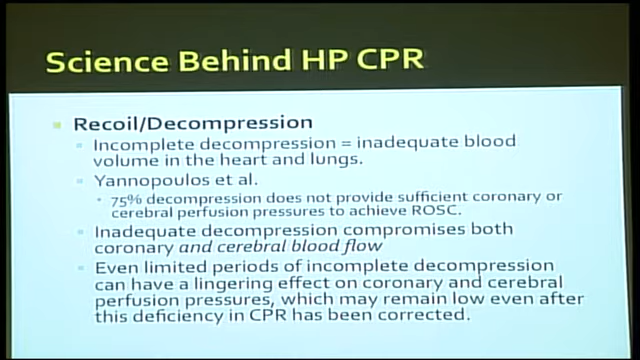 Science Behind HP CPR
Recoil/Decompression
Incomplete decompression = inadequate blood
volume in the heart and lungs.
Yannopoulos et al.
75% decompression does not provide sufficient coronary or
cerebral perfusion pressures to achieve ROSC.
Inadequate decompression compromises both
coronary and cerebral blood flow
Even limited periods of incomplete decompression
can have a lingering effect on coronary and cerebral
perfusion pressures, which may remain low even after
this deficiency in CPR has been corrected.